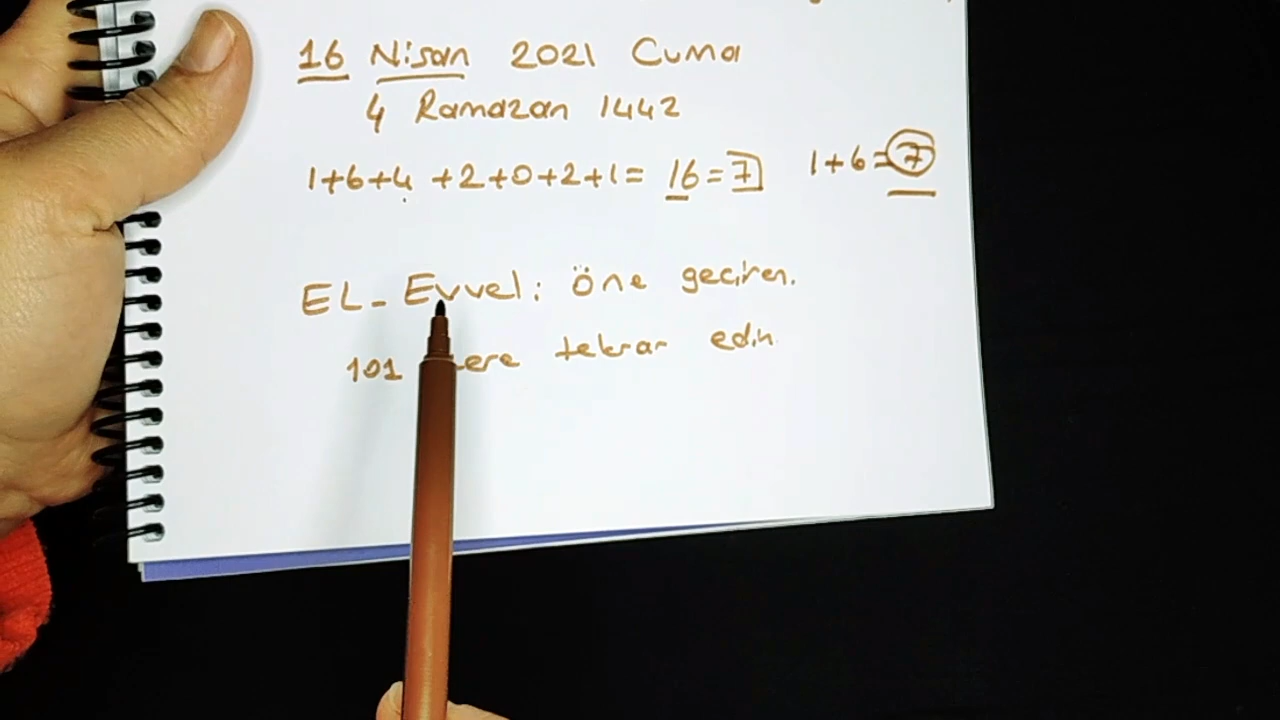 16 Nisan 2021 Cuma
4 Ramazan 1442
1+6+4 +2+0+2+1= 16=7 1+6=7
EL-Evvel: öne geciren.
101 tekrar edin